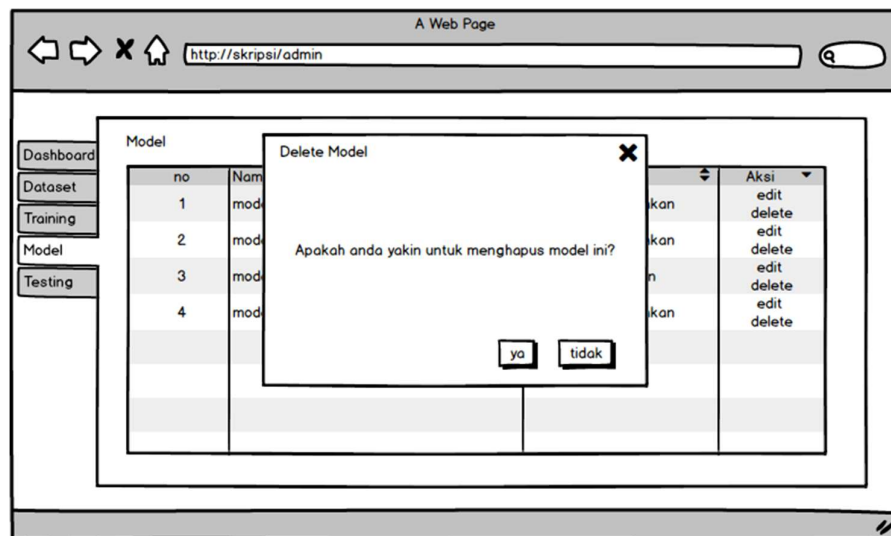 A Web Page
http://skripsi/admin
Dashboard
Dataset
Training
Model
Testing
Model
no Aksi
1 edit
delete
2 edit
delete
3 edit
delete
4 edit
delete
Delete Model
Apakah anda yakin untuk menghapus model ini?
ya tidak